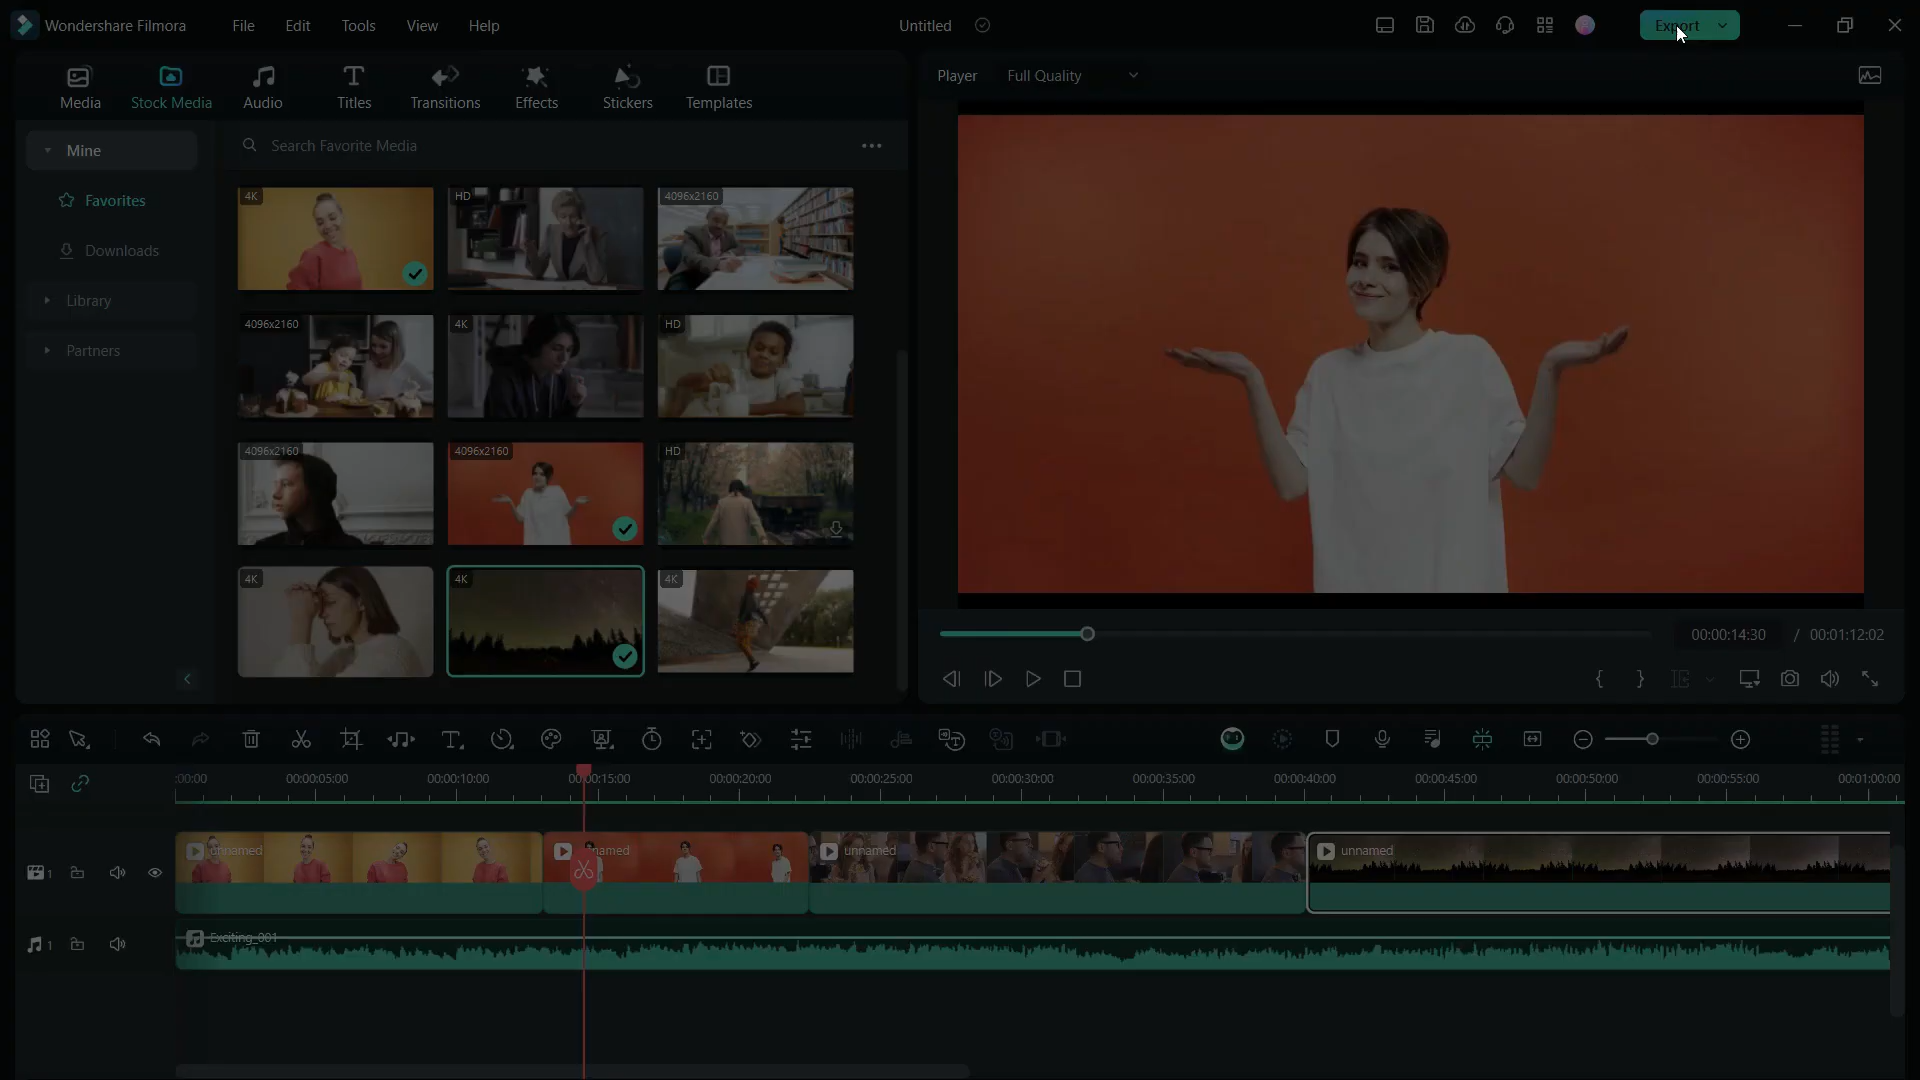 Wondershare Filmora File Edit Tools View Help Untitled Export
Media Stock Media Audio Titles Transitions Effects Stickers Templates
Player Full Quality
Mine
Search Favorite Media
Favorites
Downloads
Library
Partners
4K HD 4096x2160
4096x2160 4K HD
4096x2160 4096x2160 HD
4K 4K 4K
00:00:14:30 / 00:01:12:02
:00:00 00:00:05:00 00:00:10:00 00:00:15:00 00:00:20:00 00:00:25:00 00:00:30:00 00:00:35:00 00:00:40:00 00:00:45:00 00:00:50:00 00:00:55:00 00:01:00:00
unnamed named unnamed unnamed
1
Exciting_001
1